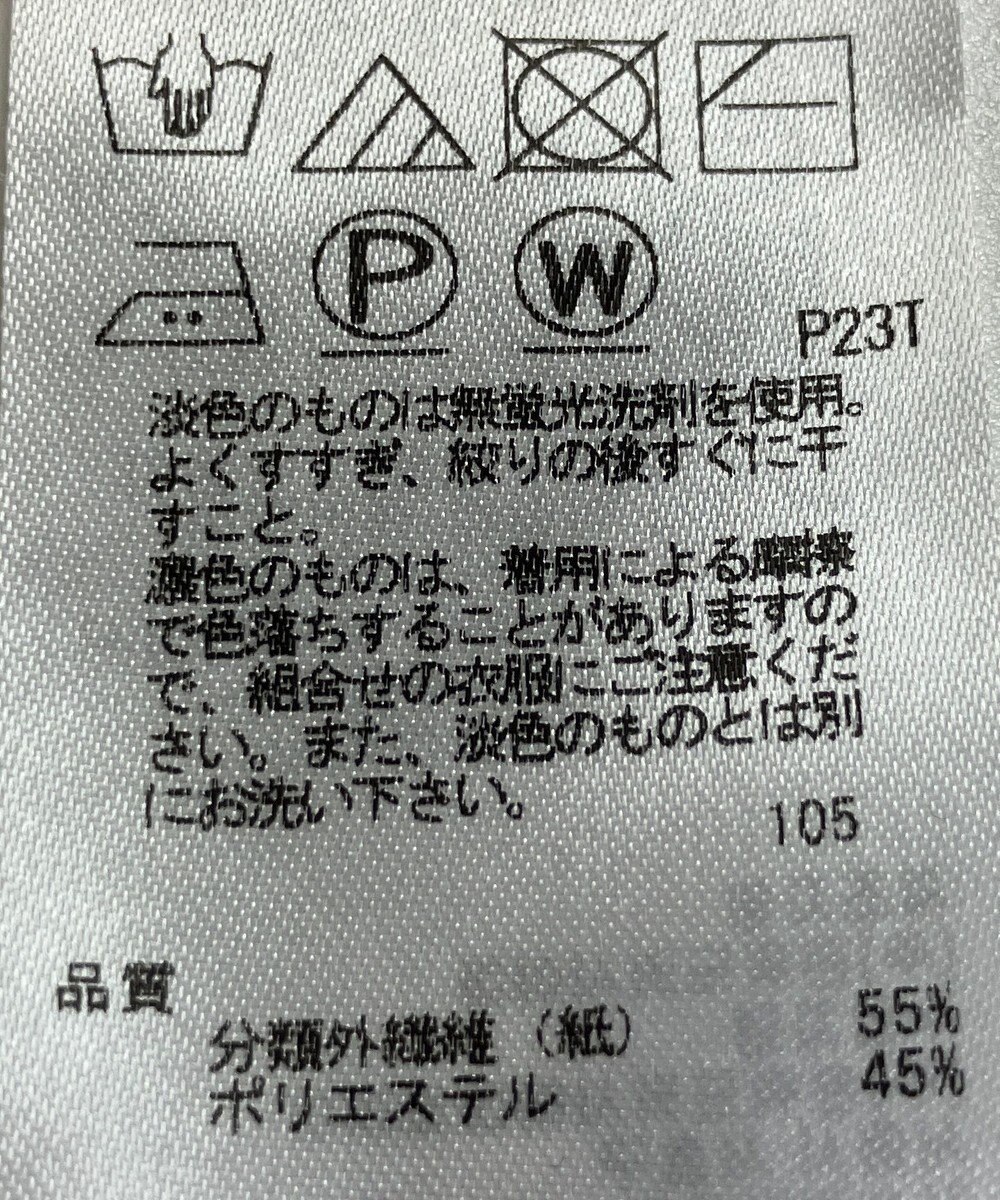 P
W
P23T
淡色のものは無蛍光洗剤を使用。
よくすすぎ、絞りの後すぐに干
すこと。
濃色のものは、着用による摩擦
で色落ちすることがありますの
で、組合せの衣服にご注意くだ
さい。また、淡色のものとは別
にお洗い下さい。
105
品質
分類外繊維(紙) 55%
ポリエステル 45%